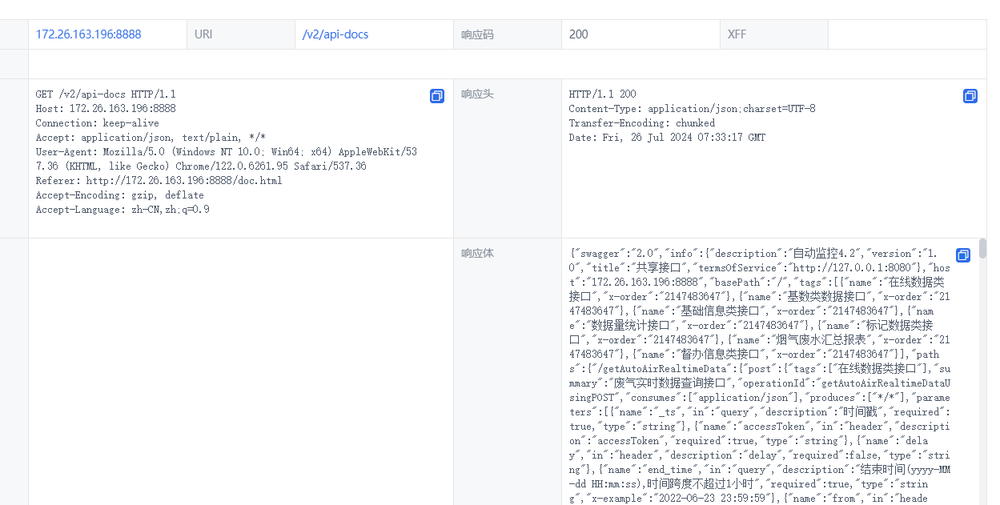 172.26.163.196:8888 URI /v2/api-docs 响应码 200 XFF
GET /v2/api-docs HTTP/1.1
Host: 172.26.163.196:8888
Connection: keep-alive
Accept: application/json, text/plain, */*
User-Agent: Mozilla/5.0 (Windows NT 10.0; Win64; x64) AppleWebKit/53
7.36 (KHTML, like Gecko) Chrome/122.0.6261.95 Safari/537.36
Referer: http://172.26.163.196:8888/doc.html
Accept-Encoding: gzip, deflate
Accept-Language: zh-CN,zh;q=0.9
响应头
HTTP/1.1 200
Content-Type: application/json;charset=UTF-8
Transfer-Encoding: chunked
Date: Fri, 26 Jul 2024 07:33:17 GMT
响应体
{"swagger":"2.0","info":{"description":"自动监控4.2","version":"1.
0","title":"共享接口","termsOfService":"http://127.0.0.1:8080"},"hos
t":"172.26.163.196:8888","basePath":"/","tags":[{"name":"在线数据类
接口","x-order":"2147483647"},{"name":"基数类数据接口","x-order":"21
47483647"},{"name":"基础信息类接口","x-order":"2147483647"},{"nam
e":"数据量统计接口","x-order":"2147483647"},{"name":"标记数据类接
口","x-order":"2147483647"},{"name":"烟气废水汇总报表","x-order":"21
47483647"},{"name":"督办信息类接口","x-order":"2147483647"}],"path
s":{"/getAutoAirRealtimeData":{"post":{"tags":["在线数据类接口"],"su
mmary":"废气实时数据查询接口","operationId":"getAutoAirRealtimeDataU
singPOST","consumes":["application/json"],"produces":["*/*"],"parame
ters":[{"name":"_ts","in":"query","description":"时间戳","required":
true,"type":"string"},{"name":"accessToken","in":"header","descripti
on":"accessToken","required":true,"type":"string"},{"name":"dela
y","in":"header","description":"delay","required":false,"type":"stri
ng"},{"name":"end_time","in":"query","description":"结束时间(yyyy-MM
-dd HH:mm:ss),时间跨度不超过1小时","required":true,"type":"strin
g","x-example":"2022-06-23 23:59:59"},{"name":"from","in":"heade